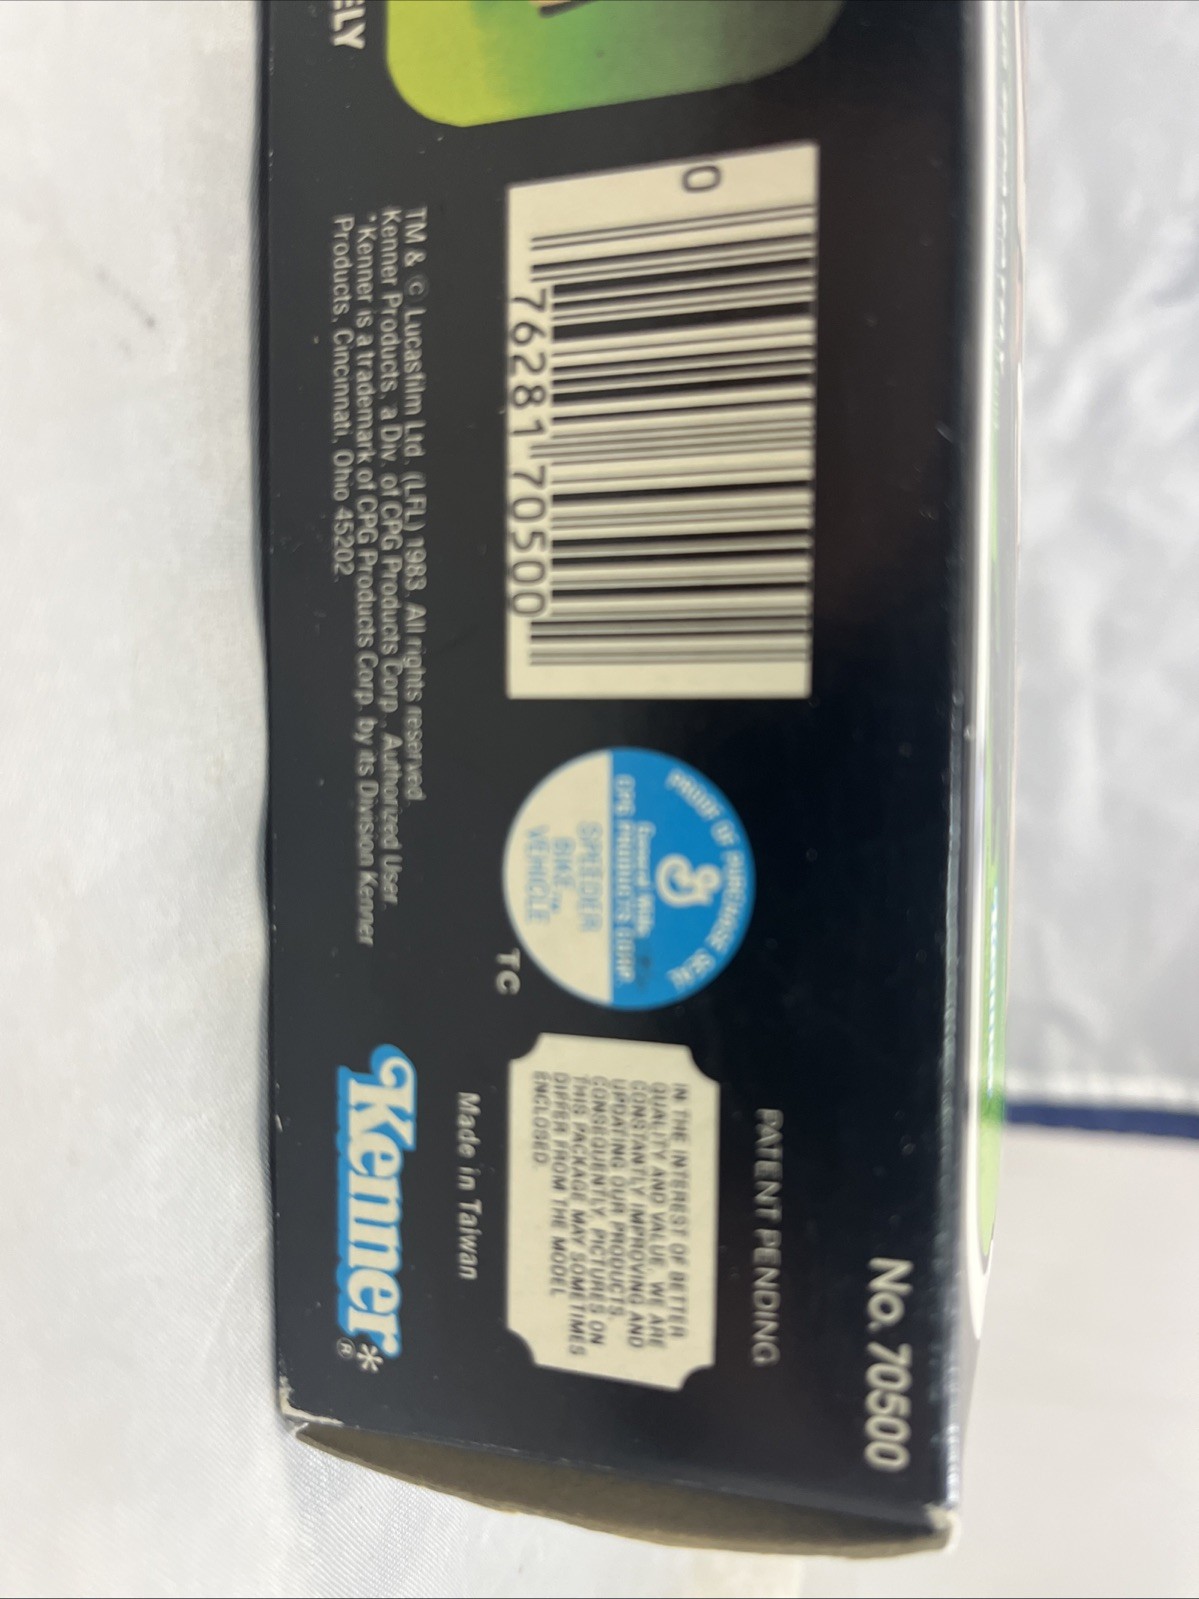 ELY
0
76281 70500
TM & © Lucasfilm Ltd. (LFL) 1983. All rights reserved.
Kenner Products, a Div. of CPG Products Corp., Authorized User.
*Kenner is a trademark of CPG Products Corp. by its Division Kenner
Products, Cincinnati, Ohio 45202.
PROOF OF PURCHASE SEAL
General Mills
CPG PRODUCTS CORP.
SPEEDER
BIKE™
VEHICLE
TC
No. 70500
PATENT PENDING
IN THE INTEREST OF BETTER
QUALITY AND VALUE, WE ARE
CONSTANTLY IMPROVING AND
UPDATING OUR PRODUCTS.
CONSEQUENTLY, PICTURES ON
THIS PACKAGE MAY SOMETIMES
DIFFER FROM THE MODEL
ENCLOSED.
Made in Taiwan
Kenner*®